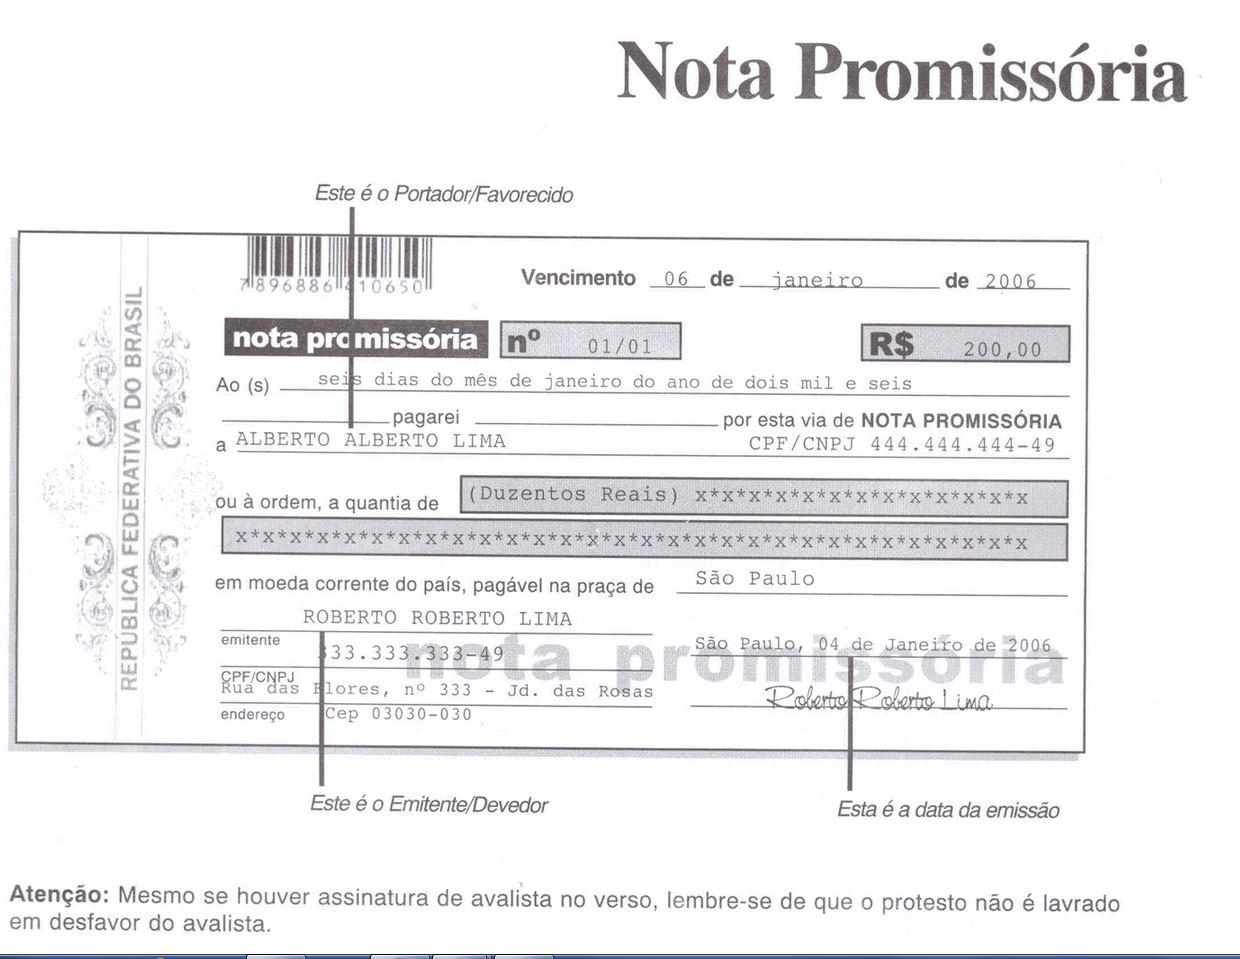 Nota Promissória
Este é o Portador/Favorecido
7896886410650
Vencimento 06 de janeiro de 2006
nota promissória nº 01/01 R$ 200,00
Ao (s) seis dias do mês de janeiro do ano de dois mil e seis
pagarei por esta via de NOTA PROMISSÓRIA
a ALBERTO ALBERTO LIMA CPF/CNPJ 444.444.444-49
ou à ordem, a quantia de (Duzentos Reais) x*x*x*x*x*x*x*x*x*x*x*x*x
x*x*x*x*x*x*x*x*x*x*x*x*x*x*x*x*x*x*x*x*x*x*x*x*x*x*x*x*x*x
em moeda corrente do país, pagável na praça de São Paulo
ROBERTO ROBERTO LIMA
emitente
333.333.333-49
São Paulo, 04 de Janeiro de 2006
nota promissória
CPF/CNPJ
Rua das Flores, nº 333 - Jd. das Rosas
Roberto Roberto Lima
endereço Cep 03030-030
REPÚBLICA FEDERATIVA DO BRASIL
Este é o Emitente/Devedor
Esta é a data da emissão
Atenção: Mesmo se houver assinatura de avalista no verso, lembre-se de que o protesto não é lavrado
em desfavor do avalista.